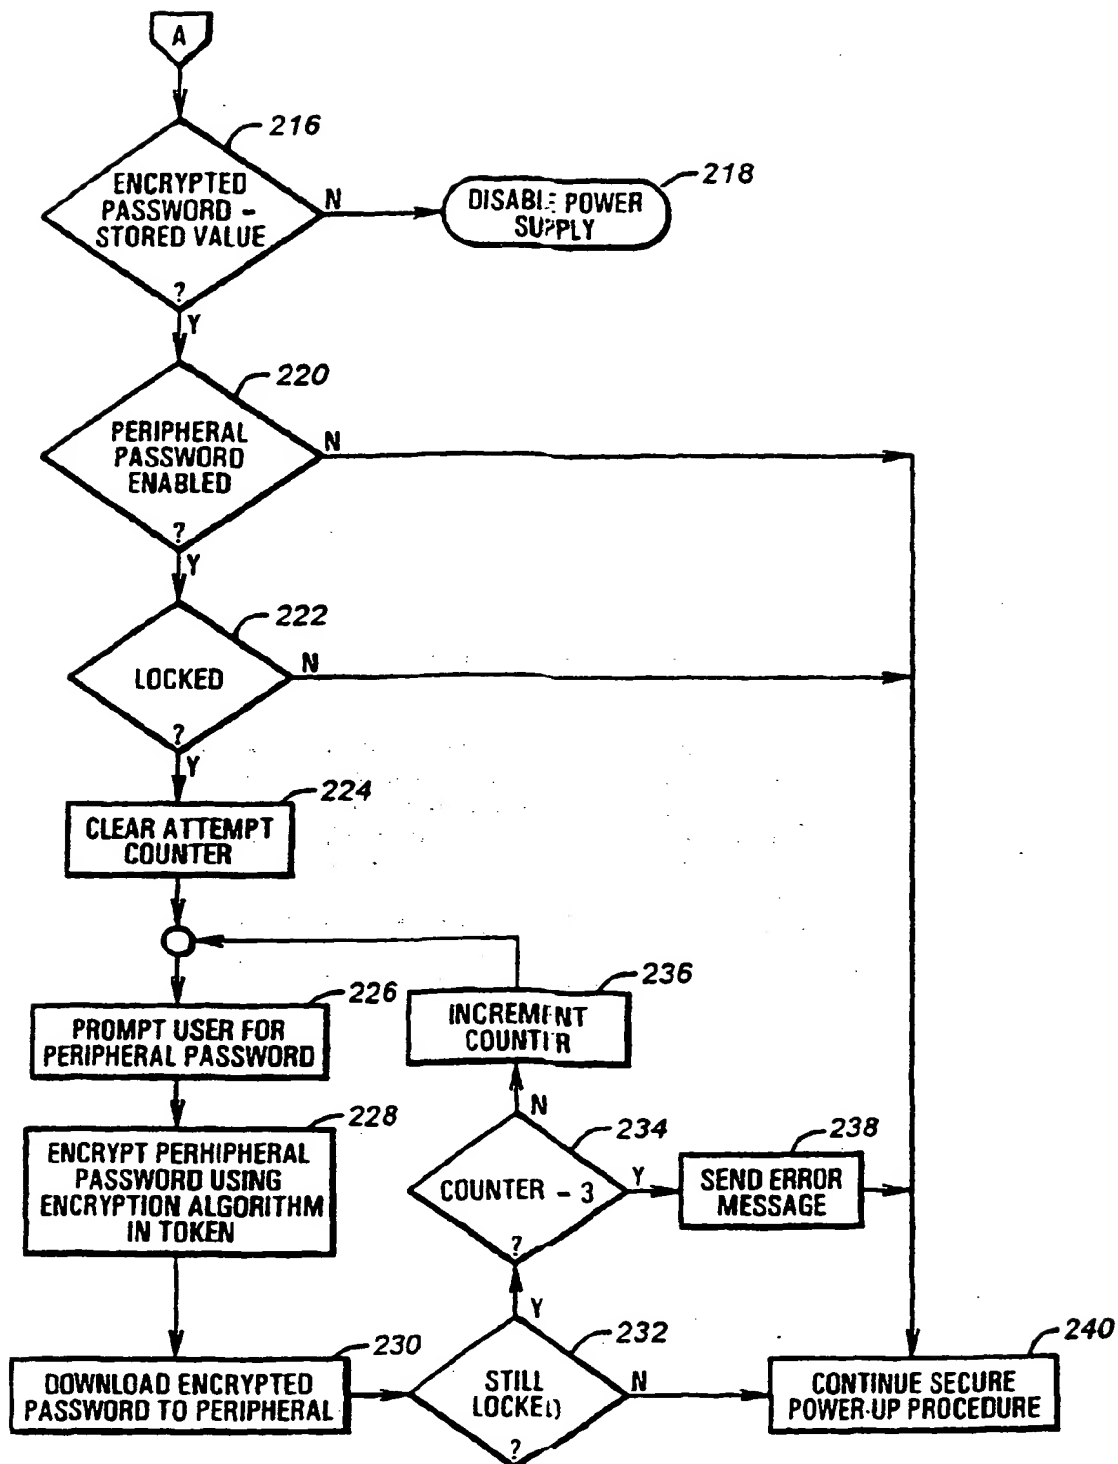 A
216
ENCRYPTED
PASSWORD -
STORED VALUE
?
N
Y
DISABLE POWER
SUPPLY
218
220
PERIPHERAL
PASSWORD
ENABLED
?
N
Y
222
LOCKED
?
N
Y
224
CLEAR ATTEMPT
COUNTER
226
PROMPT USER FOR
PERIPHERAL PASSWORD
236
INCREMENT
COUNTER
228
ENCRYPT PERHIPHERAL
PASSWORD USING
ENCRYPTION ALGORITHM
IN TOKEN
N
234
COUNTER - 3
?
Y
238
SEND ERROR
MESSAGE
230
DOWNLOAD ENCRYPTED
PASSWORD TO PERIPHERAL
Y
232
STILL
LOCKED
?
N
240
CONTINUE SECURE
POWER-UP PROCEDURE